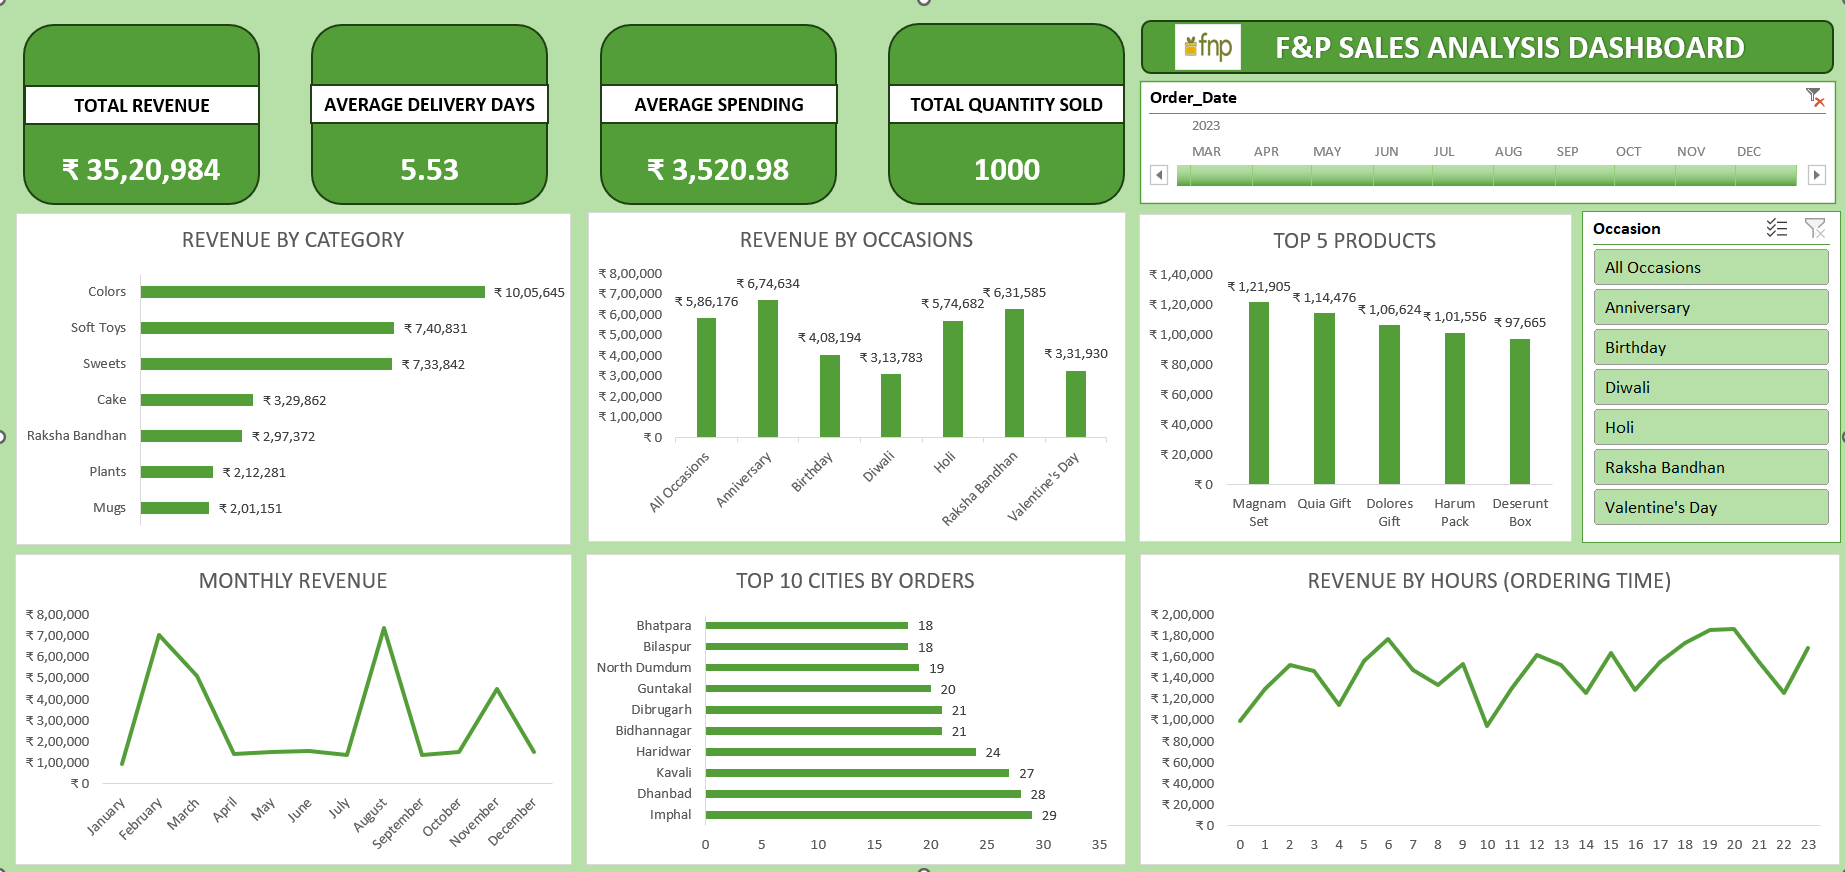 TOTAL REVENUE
₹ 35,20,984
AVERAGE DELIVERY DAYS
5.53
AVERAGE SPENDING
₹ 3,520.98
TOTAL QUANTITY SOLD
1000
fnp
F&P SALES ANALYSIS DASHBOARD
Order_Date
2023
MAR APR MAY JUN JUL AUG SEP OCT NOV DEC
REVENUE BY CATEGORY
Colors ₹ 10,05,645
Soft Toys ₹ 7,40,831
Sweets ₹ 7,33,842
Cake ₹ 3,29,862
Raksha Bandhan ₹ 2,97,372
Plants ₹ 2,12,281
Mugs ₹ 2,01,151
REVENUE BY OCCASIONS
₹ 8,00,000
₹ 7,00,000
₹ 6,00,000
₹ 5,00,000
₹ 4,00,000
₹ 3,00,000
₹ 2,00,000
₹ 1,00,000
₹ 0
₹ 5,86,176
₹ 6,74,634
₹ 4,08,194
₹ 3,13,783
₹ 5,74,682
₹ 6,31,585
₹ 3,31,930
All Occasions
Anniversary
Birthday
Diwali
Holi
Raksha Bandhan
Valentine's Day
TOP 5 PRODUCTS
₹ 1,40,000
₹ 1,20,000
₹ 1,00,000
₹ 80,000
₹ 60,000
₹ 40,000
₹ 20,000
₹ 0
₹ 1,21,905
₹ 1,14,476
₹ 1,06,624
₹ 1,01,556
₹ 97,665
Magnam
Set
Quia Gift
Dolores
Gift
Harum
Pack
Deserunt
Box
Occasion
All Occasions
Anniversary
Birthday
Diwali
Holi
Raksha Bandhan
Valentine's Day
MONTHLY REVENUE
₹ 8,00,000
₹ 7,00,000
₹ 6,00,000
₹ 5,00,000
₹ 4,00,000
₹ 3,00,000
₹ 2,00,000
₹ 1,00,000
₹ 0
January
February
March
April
May
June
July
August
September
October
November
December
TOP 10 CITIES BY ORDERS
Bhatpara 18
Bilaspur 18
North Dumdum 19
Guntakal 20
Dibrugarh 21
Bidhannagar 21
Haridwar 24
Kavali 27
Dhanbad 28
Imphal 29
0 5 10 15 20 25 30 35
REVENUE BY HOURS (ORDERING TIME)
₹ 2,00,000
₹ 1,80,000
₹ 1,60,000
₹ 1,40,000
₹ 1,20,000
₹ 1,00,000
₹ 80,000
₹ 60,000
₹ 40,000
₹ 20,000
₹ 0
0 1 2 3 4 5 6 7 8 9 10 11 12 13 14 15 16 17 18 19 20 21 22 23